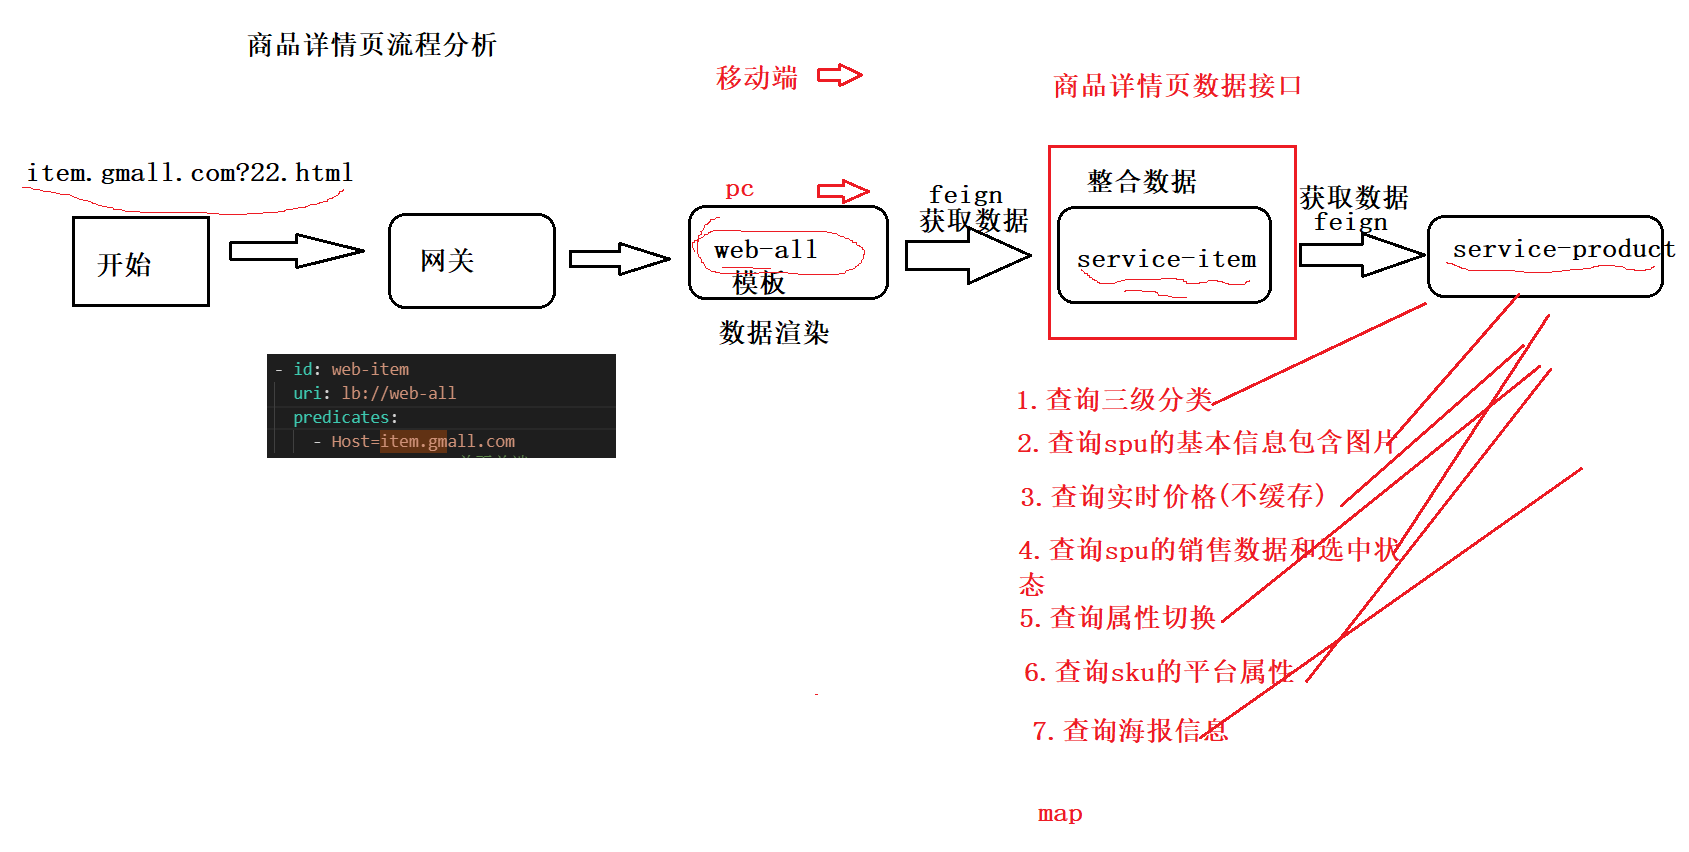 商品详情页流程分析
移动端
商品详情页数据接口
item.gmall.com?22.html
pc
feign
获取数据
整合数据
获取数据
feign
开始
网关
web-all
模板
service-item
service-product
数据渲染
- id: web-item
uri: lb://web-all
predicates:
- Host=item.gmall.com
1.查询三级分类
2.查询spu的基本信息包含图片
3.查询实时价格(不缓存)
4.查询spu的销售数据和选中状
态
5.查询属性切换
6.查询sku的平台属性
7.查询海报信息
map